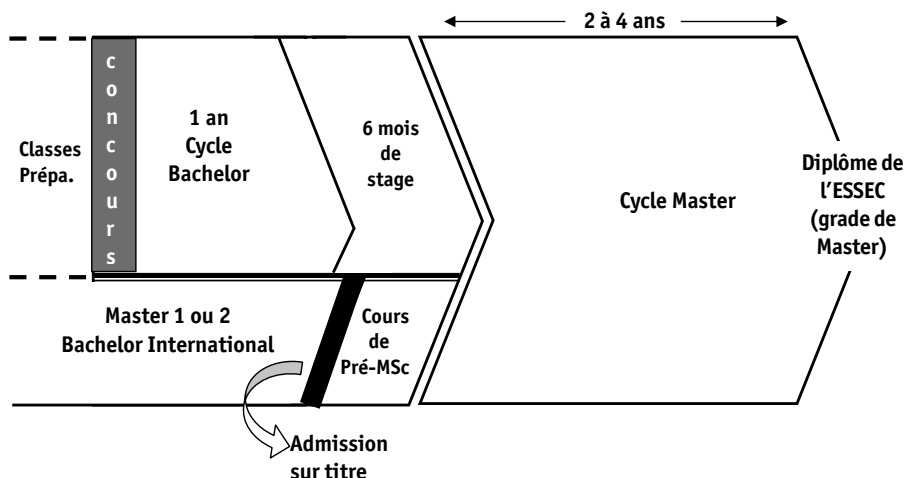 2 à 4 ans
Classes
Prépa.
concours
1 an
Cycle
Bachelor
6 mois
de
stage
Cycle Master
Diplôme de
l'ESSEC
(grade de
Master)
Master 1 ou 2
Bachelor International
Cours
de
Pré-MSc
Admission
sur titre